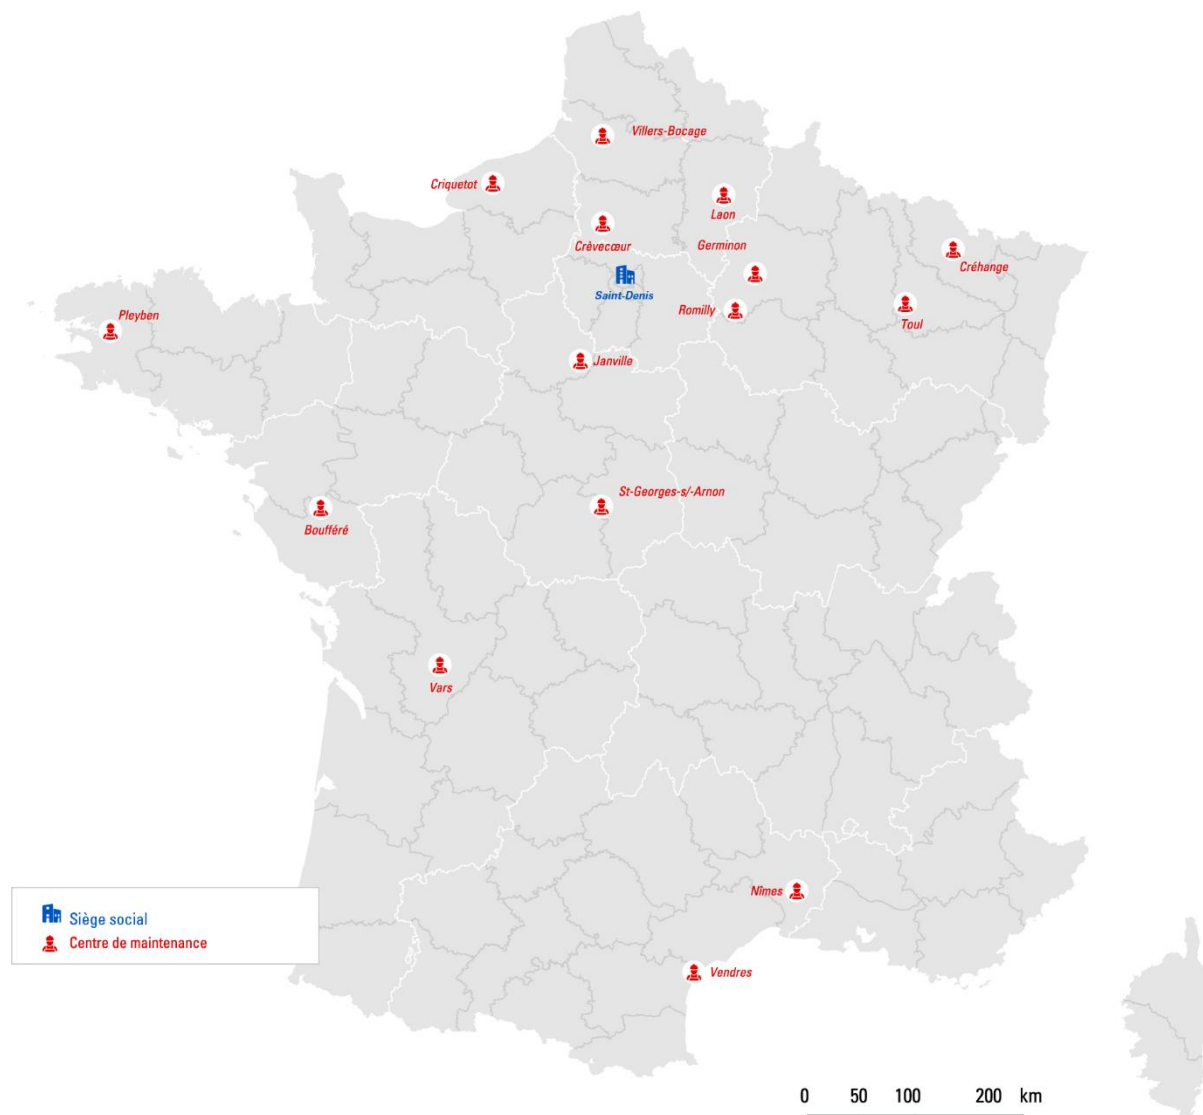 Villers-Bocage
Criquetot
Laon
Crèvecœur
Germinon
Créhange
Saint-Denis
Romilly
Pleyben
Toul
Janville
St-Georges-s/-Arnon
Boufféré
Vars
Nîmes
Siège social
Centre de maintenance
Vendres
0 50 100 200 km